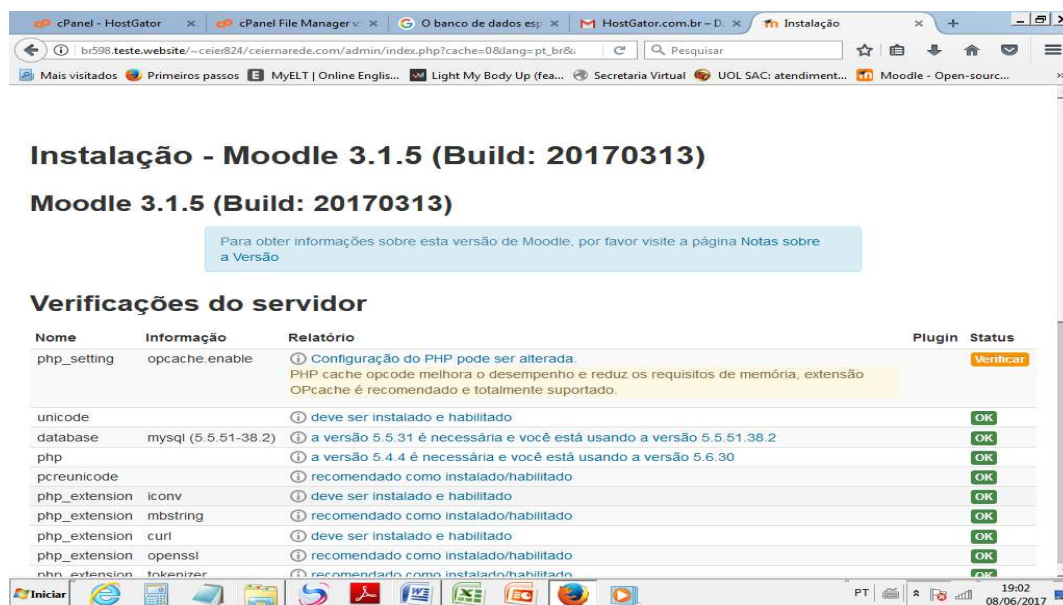 cPanel - HostGator
cPanel File Manager v
O banco de dados esp
HostGator.com.br – D
Instalação
br598.teste.website/~ceier824/ceiernarede.com/admin/index.php?cache=0&lang=pt_br&
Pesquisar
Mais visitados Primeiros passos MyELT | Online Englis... Light My Body Up (fea... Secretaria Virtual UOL SAC: atendiment... Moodle - Open-sourc...
Instalação - Moodle 3.1.5 (Build: 20170313)
Moodle 3.1.5 (Build: 20170313)
Para obter informações sobre esta versão de Moodle, por favor visite a página Notas sobre
a Versão
Verificações do servidor
Nome Informação Relatório Plugin Status
php_setting opcache.enable Configuração do PHP pode ser alterada. Verificar
PHP cache opcode melhora o desempenho e reduz os requisitos de memória, extensão
OPcache é recomendado e totalmente suportado.
unicode deve ser instalado e habilitado OK
database mysql (5.5.51-38.2) a versão 5.5.31 é necessária e você está usando a versão 5.5.51.38.2 OK
php a versão 5.4.4 é necessária e você está usando a versão 5.6.30 OK
pcreunicode recomendado como instalado/habilitado OK
php_extension iconv deve ser instalado e habilitado OK
php_extension mbstring recomendado como instalado/habilitado OK
php_extension curl deve ser instalado e habilitado OK
php_extension openssl recomendado como instalado/habilitado OK
php_extension tokenizer recomendado como instalado/habilitado OK
Iniciar
PT
19:02
08/06/2017